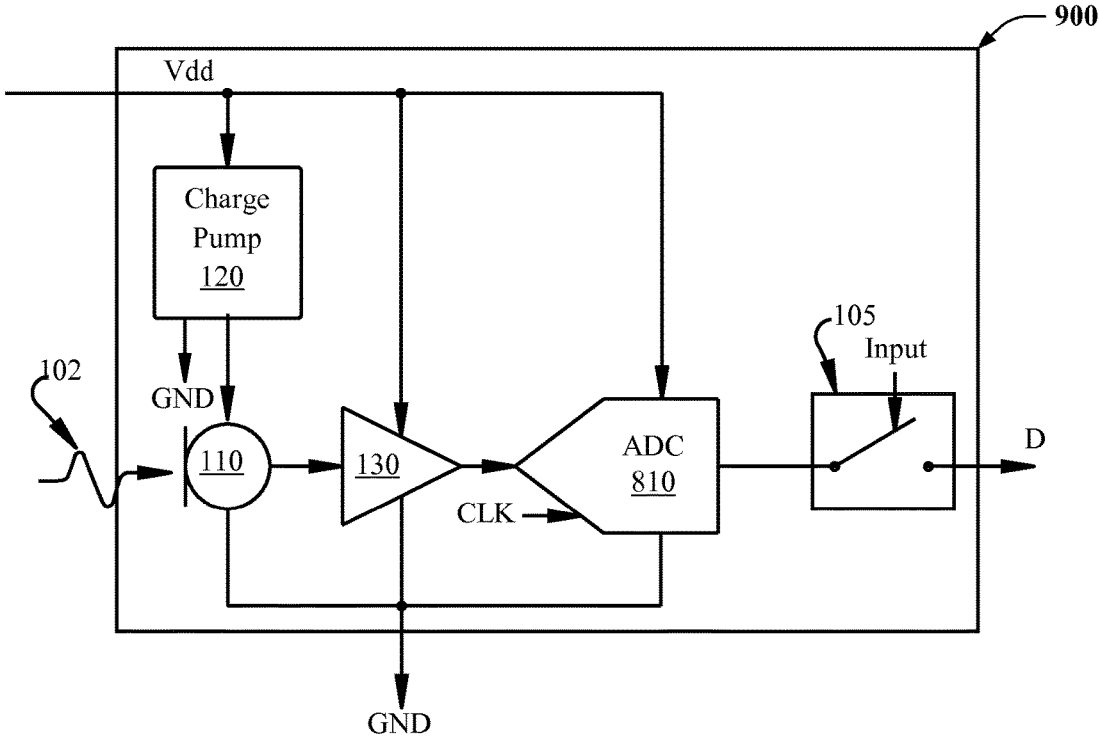 900
Vdd
Charge
Pump
120
GND
102
110
130
CLK
ADC
810
105
Input
D
GND